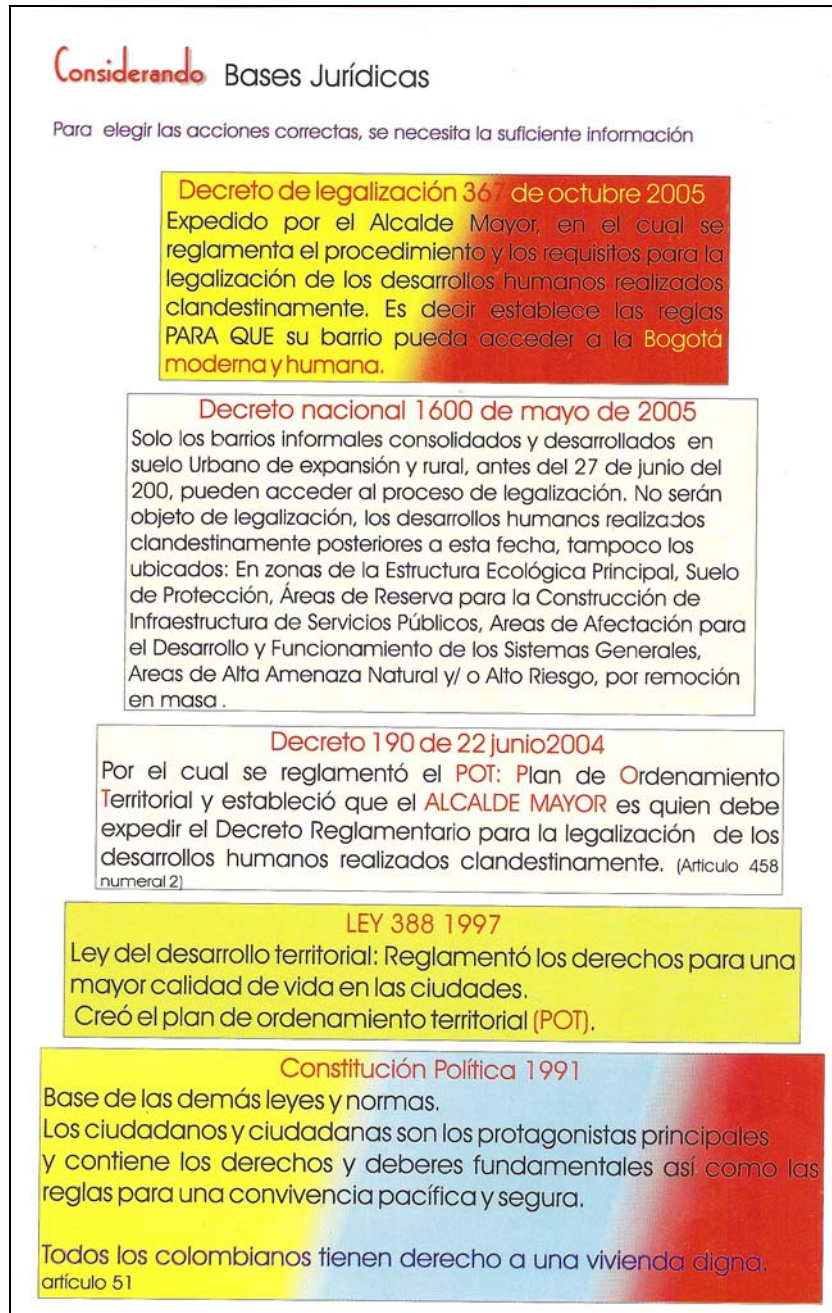 Considerando Bases Jurídicas
Para elegir las acciones correctas, se necesita la suficiente información
Decreto de legalización 367 de octubre 2005
Expedido por el Alcalde Mayor, en el cual se
reglamenta el procedimiento y los requisitos para la
legalización de los desarrollos humanos realizados
clandestinamente. Es decir establece las reglas
PARA QUE su barrio pueda acceder a la Bogotá
moderna y humana.
Decreto nacional 1600 de mayo de 2005
Solo los barrios informales consolidados y desarrollados en
suelo Urbano de expansión y rural, antes del 27 de junio del
200, pueden acceder al proceso de legalización. No serán
objeto de legalización, los desarrollos humanos realizados
clandestinamente posteriores a esta fecha, tampoco los
ubicados: En zonas de la Estructura Ecológica Principal, Suelo
de Protección, Áreas de Reserva para la Construcción de
Infraestructura de Servicios Públicos, Areas de Afectación para
el Desarrollo y Funcionamiento de los Sistemas Generales,
Areas de Alta Amenaza Natural y/ o Alto Riesgo, por remoción
en masa .
Decreto 190 de 22 junio2004
Por el cual se reglamentó el POT: Plan de Ordenamiento
Territorial y estableció que el ALCALDE MAYOR es quien debe
expedir el Decreto Reglamentario para la legalización de los
desarrollos humanos realizados clandestinamente. (Articulo 458
numeral 2)
LEY 388 1997
Ley del desarrollo territorial: Reglamentó los derechos para una
mayor calidad de vida en las ciudades.
Creó el plan de ordenamiento territorial (POT).
Constitución Política 1991
Base de las demás leyes y normas.
Los ciudadanos y ciudadanas son los protagonistas principales
y contiene los derechos y deberes fundamentales así como las
reglas para una convivencia pacífica y segura.
Todos los colombianos tienen derecho a una vivienda digna.
artículo 51